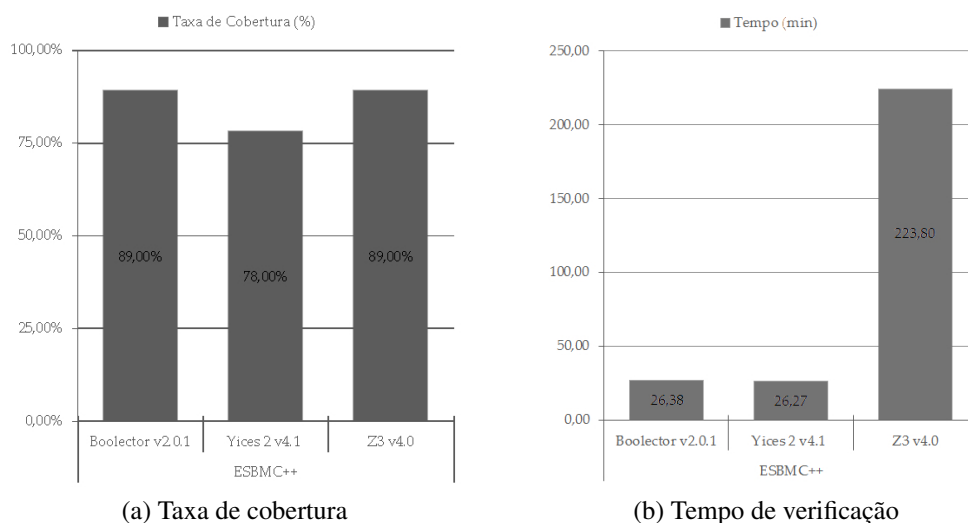 Taxa de Cobertura (%)
100,00%
75,00%
50,00%
25,00%
0,00%
89,00%
78,00%
89,00%
Boolector v2.0.1
Yices 2 v4.1
Z3 v4.0
ESBMC++
(a) Taxa de cobertura
Tempo (min)
250,00
200,00
150,00
100,00
50,00
0,00
223,80
26,38
26,27
Boolector v2.0.1
Yices 2 v4.1
Z3 v4.0
ESBMC++
(b) Tempo de verificação